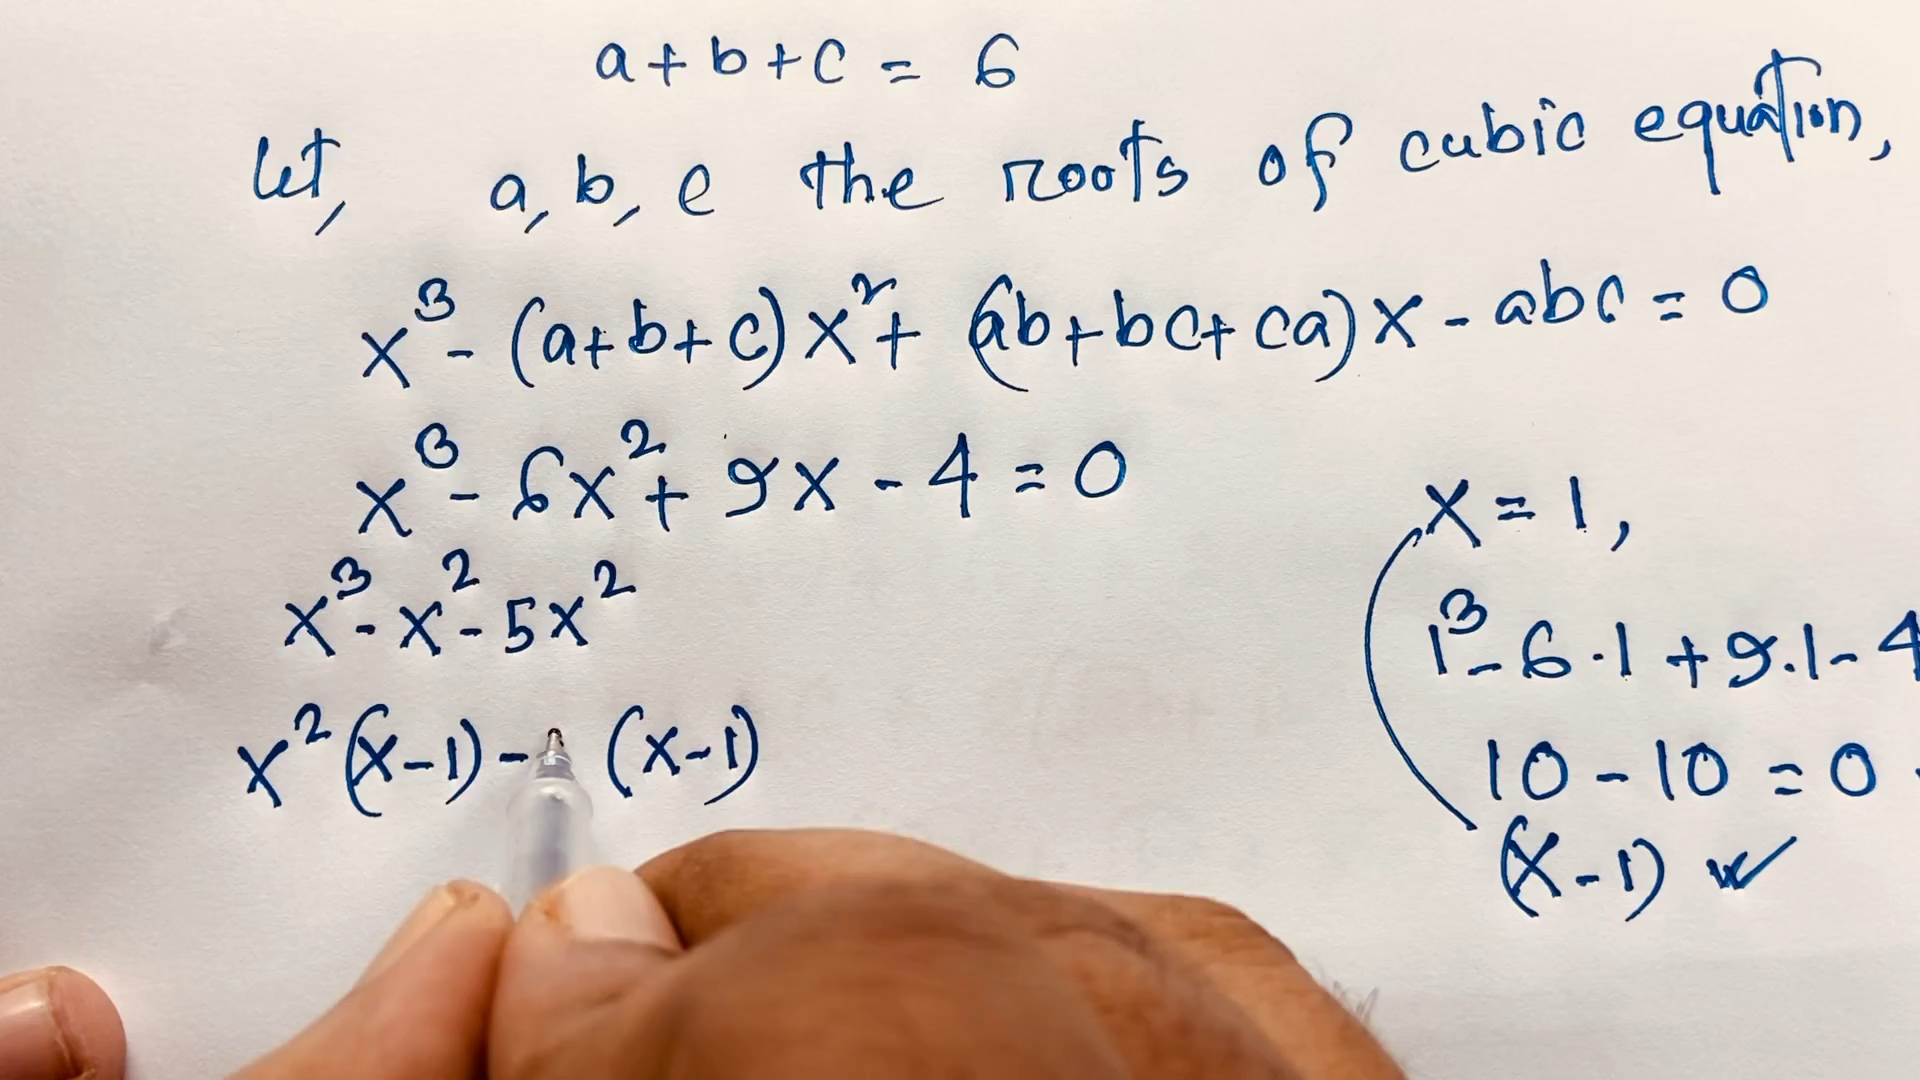 a + b + c = 6
Let, a, b, c the roots of cubic equation,
x³ - (a+b+c)x² + (ab+bc+ca)x - abc = 0
x³ - 6x² + 9x - 4 = 0
x³ - x² - 5x²
x²(x-1) - (x-1)
x = 1,
1³ - 6·1 + 9·1 - 4
10 - 10 = 0
(x-1) ✓